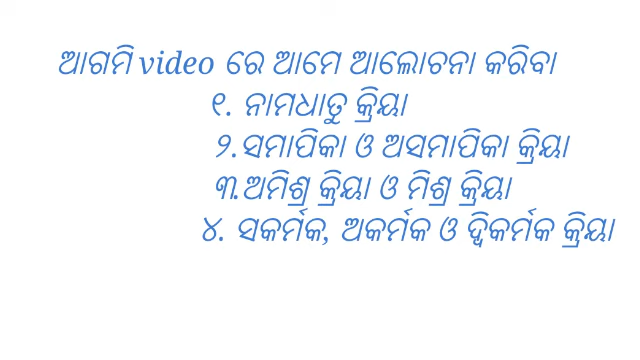 ଆଗମି video ରେ ଆମେ ଆଲୋଚନା କରିବା
୧. ନାମଧାତୁ କ୍ରିୟା
୨.ସମାପିକା ଓ ଅସମାପିକା କ୍ରିୟା
୩.ଅମିଶ୍ର କ୍ରିୟା ଓ ମିଶ୍ର କ୍ରିୟା
୪. ସକର୍ମକ, ଅକର୍ମକ ଓ ଦ୍ୱିକର୍ମକ କ୍ରିୟା